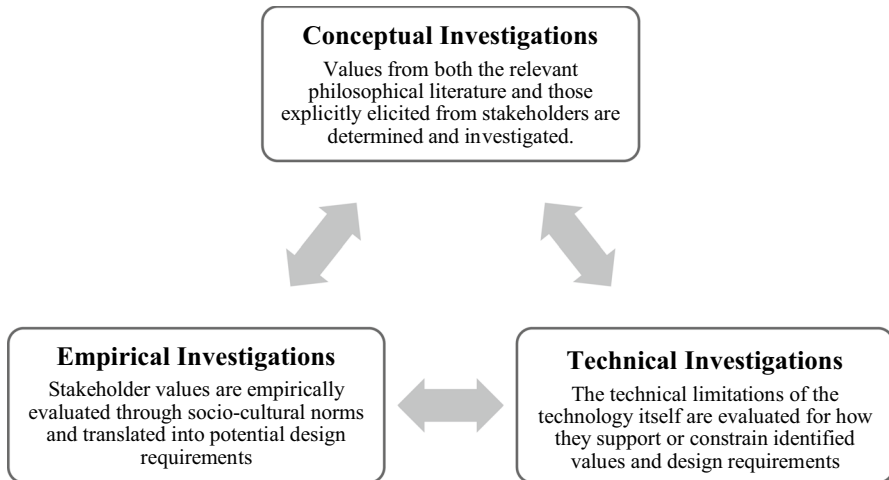 Conceptual Investigations
Values from both the relevant
philosophical literature and those
explicitly elicited from stakeholders are
determined and investigated.
Empirical Investigations
Stakeholder values are empirically
evaluated through socio-cultural norms
and translated into potential design
requirements
Technical Investigations
The technical limitations of the
technology itself are evaluated for how
they support or constrain identified
values and design requirements